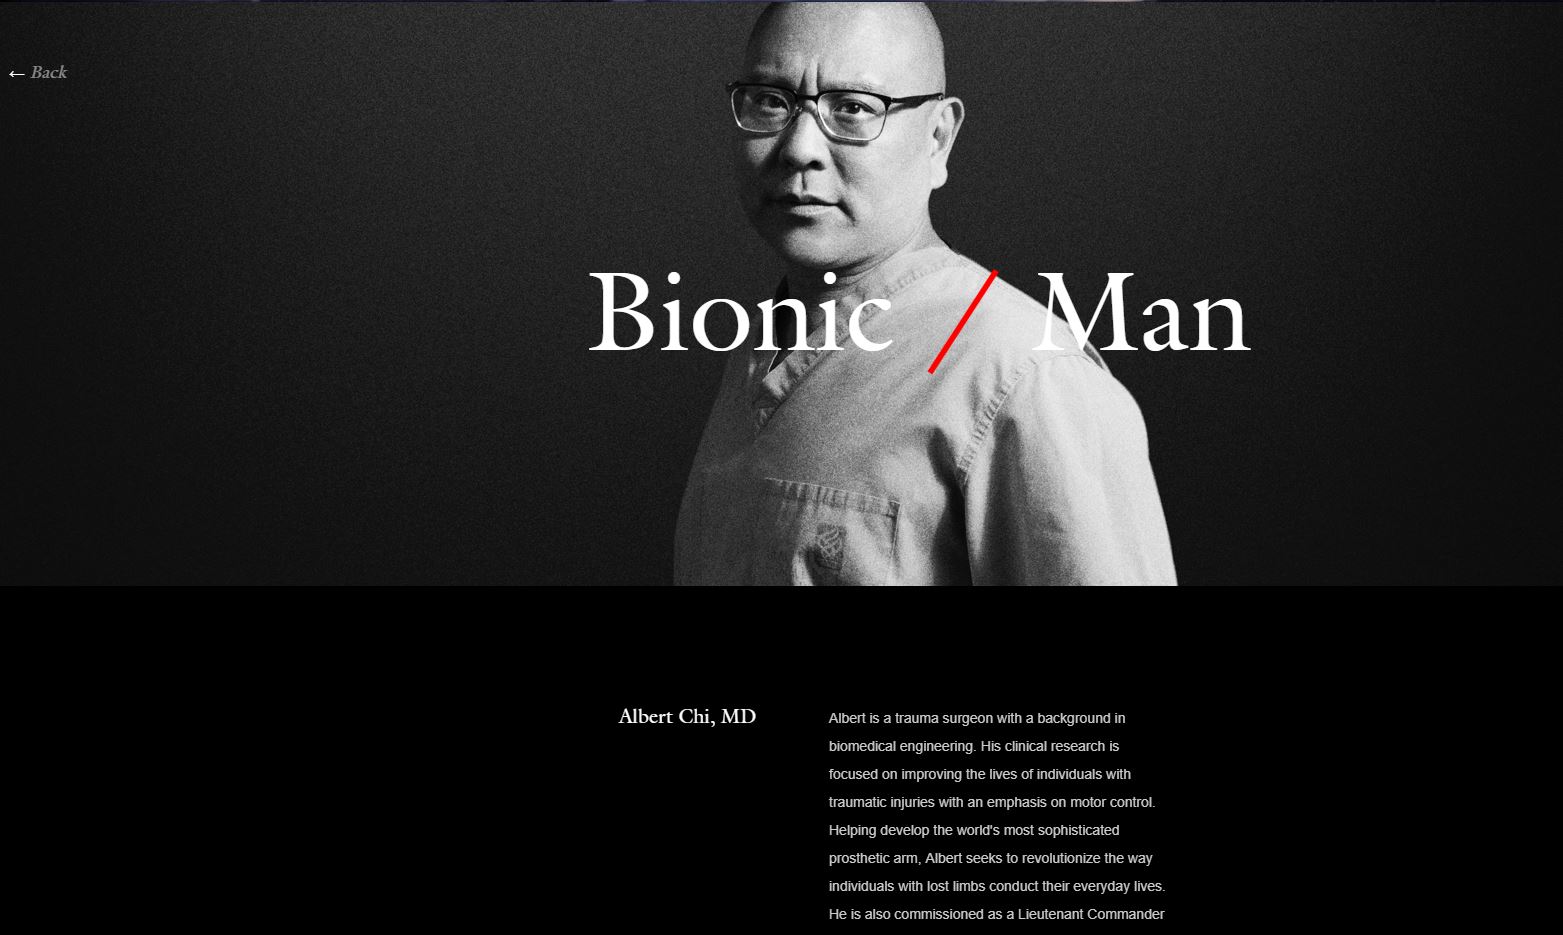 ← Back
Bionic / Man
Albert Chi, MD
Albert is a trauma surgeon with a background in
biomedical engineering. His clinical research is
focused on improving the lives of individuals with
traumatic injuries with an emphasis on motor control.
Helping develop the world's most sophisticated
prosthetic arm, Albert seeks to revolutionize the way
individuals with lost limbs conduct their everyday lives.
He is also commissioned as a Lieutenant Commander